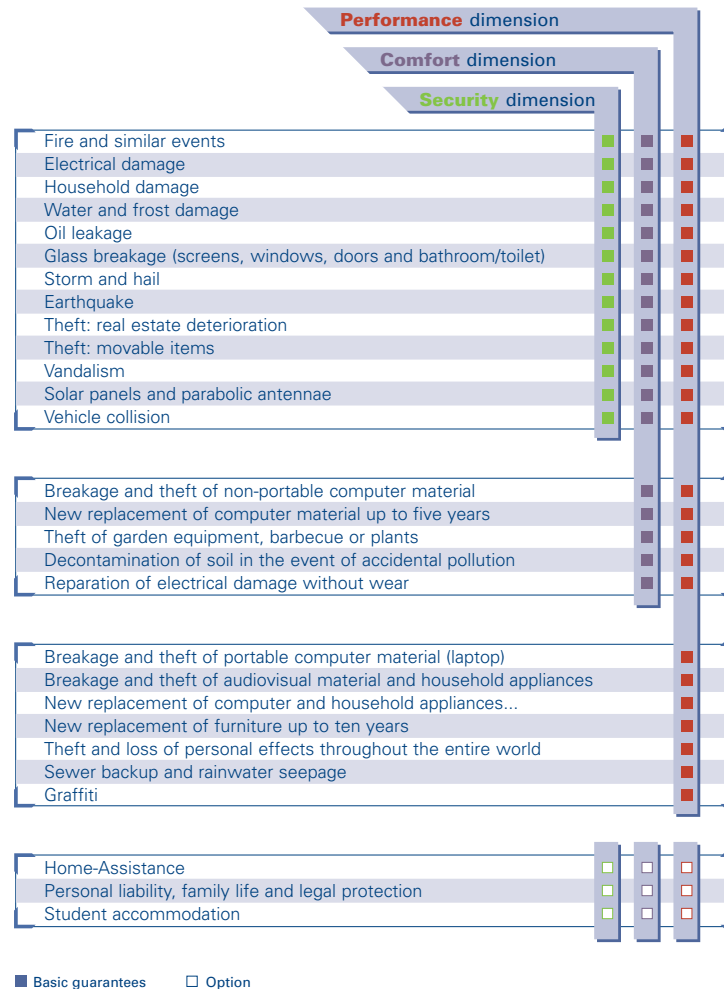 Performance dimension
Comfort dimension
Security dimension
Fire and similar events
Electrical damage
Household damage
Water and frost damage
Oil leakage
Glass breakage (screens, windows, doors and bathroom/toilet)
Storm and hail
Earthquake
Theft: real estate deterioration
Theft: movable items
Vandalism
Solar panels and parabolic antennae
Vehicle collision
Breakage and theft of non-portable computer material
New replacement of computer material up to five years
Theft of garden equipment, barbecue or plants
Decontamination of soil in the event of accidental pollution
Reparation of electrical damage without wear
Breakage and theft of portable computer material (laptop)
Breakage and theft of audiovisual material and household appliances
New replacement of computer and household appliances...
New replacement of furniture up to ten years
Theft and loss of personal effects throughout the entire world
Sewer backup and rainwater seepage
Graffiti
Home-Assistance
Personal liability, family life and legal protection
Student accommodation
Basic guarantees Option